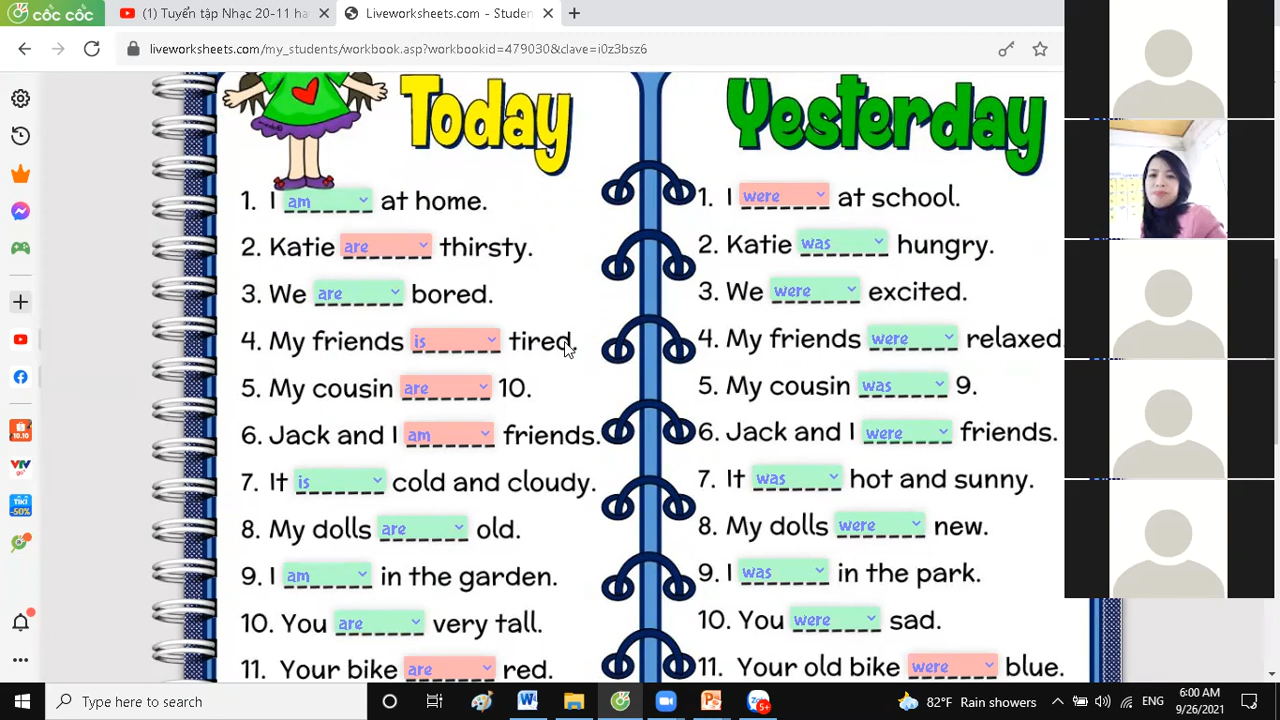 cốc cốc
(1) Tuyển tập Nhạc 20-11 ha
Liveworksheets.com - Studen
liveworksheets.com/my_students/workbook.asp?workbookid=479030&clave=i0z3bsz6
Today
1. I am at home.
2. Katie are thirsty.
3. We are bored.
4. My friends is tired.
5. My cousin are 10.
6. Jack and I am friends.
7. It is cold and cloudy.
8. My dolls are old.
9. I am in the garden.
10. You are very tall.
11. Your bike are red.
Yesterday
1. I were at school.
2. Katie was hungry.
3. We were excited.
4. My friends were relaxed.
5. My cousin was 9.
6. Jack and I were friends.
7. It was hot and sunny.
8. My dolls were new.
9. I was in the park.
10. You were sad.
11. Your old bike were blue.
10.10
VTV
go
TIKI
-50%
Type here to search
5+
82°F Rain showers
ENG
6:00 AM
9/26/2021